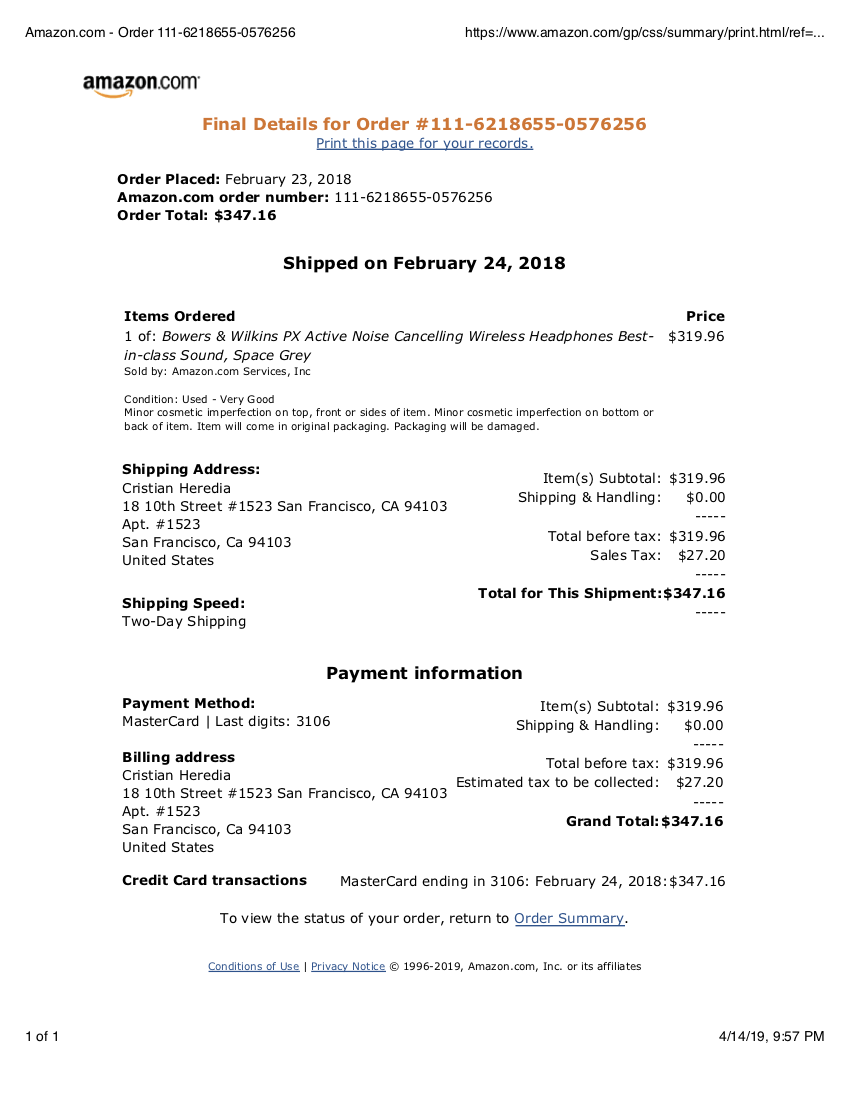 Amazon.com - Order 111-6218655-0576256
https://www.amazon.com/gp/css/summary/print.html/ref=...
amazon.com
Final Details for Order #111-6218655-0576256
Print this page for your records.
Order Placed: February 23, 2018
Amazon.com order number: 111-6218655-0576256
Order Total: $347.16
Shipped on February 24, 2018
Items Ordered Price
1 of: Bowers & Wilkins PX Active Noise Cancelling Wireless Headphones Best- $319.96
in-class Sound, Space Grey
Sold by: Amazon.com Services, Inc
Condition: Used - Very Good
Minor cosmetic imperfection on top, front or sides of item. Minor cosmetic imperfection on bottom or
back of item. Item will come in original packaging. Packaging will be damaged.
Shipping Address:
Cristian Heredia
18 10th Street #1523 San Francisco, CA 94103
Apt. #1523
San Francisco, Ca 94103
United States
Shipping Speed:
Two-Day Shipping
Item(s) Subtotal: $319.96
Shipping & Handling: $0.00
-----
Total before tax: $319.96
Sales Tax: $27.20
-----
Total for This Shipment:$347.16
-----
Payment information
Payment Method:
MasterCard | Last digits: 3106
Billing address
Cristian Heredia
18 10th Street #1523 San Francisco, CA 94103
Apt. #1523
San Francisco, Ca 94103
United States
Item(s) Subtotal: $319.96
Shipping & Handling: $0.00
-----
Total before tax: $319.96
Estimated tax to be collected: $27.20
-----
Grand Total:$347.16
Credit Card transactions MasterCard ending in 3106: February 24, 2018:$347.16
To view the status of your order, return to Order Summary.
Conditions of Use | Privacy Notice © 1996-2019, Amazon.com, Inc. or its affiliates
1 of 1
4/14/19, 9:57 PM